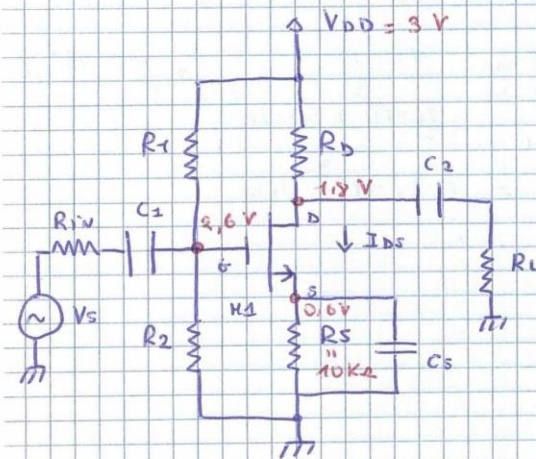 VDD = 3 V
R1
RD
C2
1,8 V
C1
RiN
2,6 V
D
IDS
G
RL
VS
M1
S
0,6V
R2
RS
"
10KΩ
CS